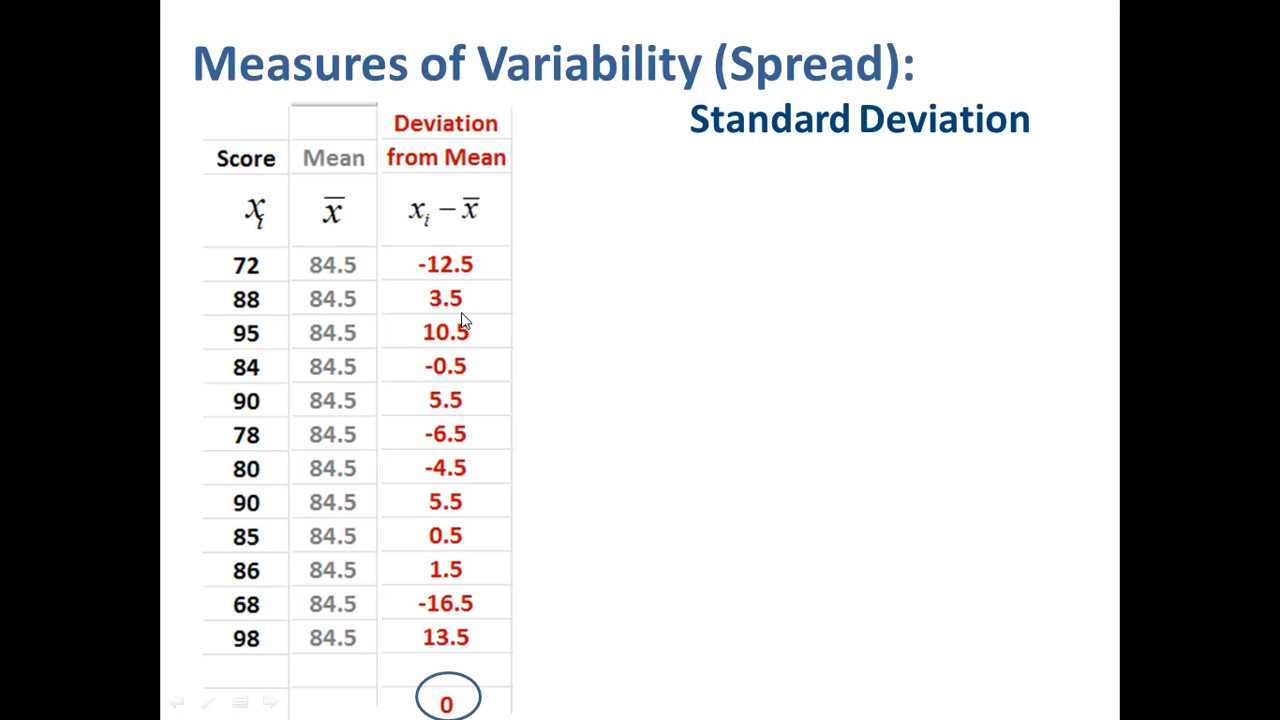 Measures of Variability (Spread):
Standard Deviation
Deviation
Score Mean from Mean
xᵢ x̄ xᵢ − x̄
72 84.5 -12.5
88 84.5 3.5
95 84.5 10.5
84 84.5 -0.5
90 84.5 5.5
78 84.5 -6.5
80 84.5 -4.5
90 84.5 5.5
85 84.5 0.5
86 84.5 1.5
68 84.5 -16.5
98 84.5 13.5
0